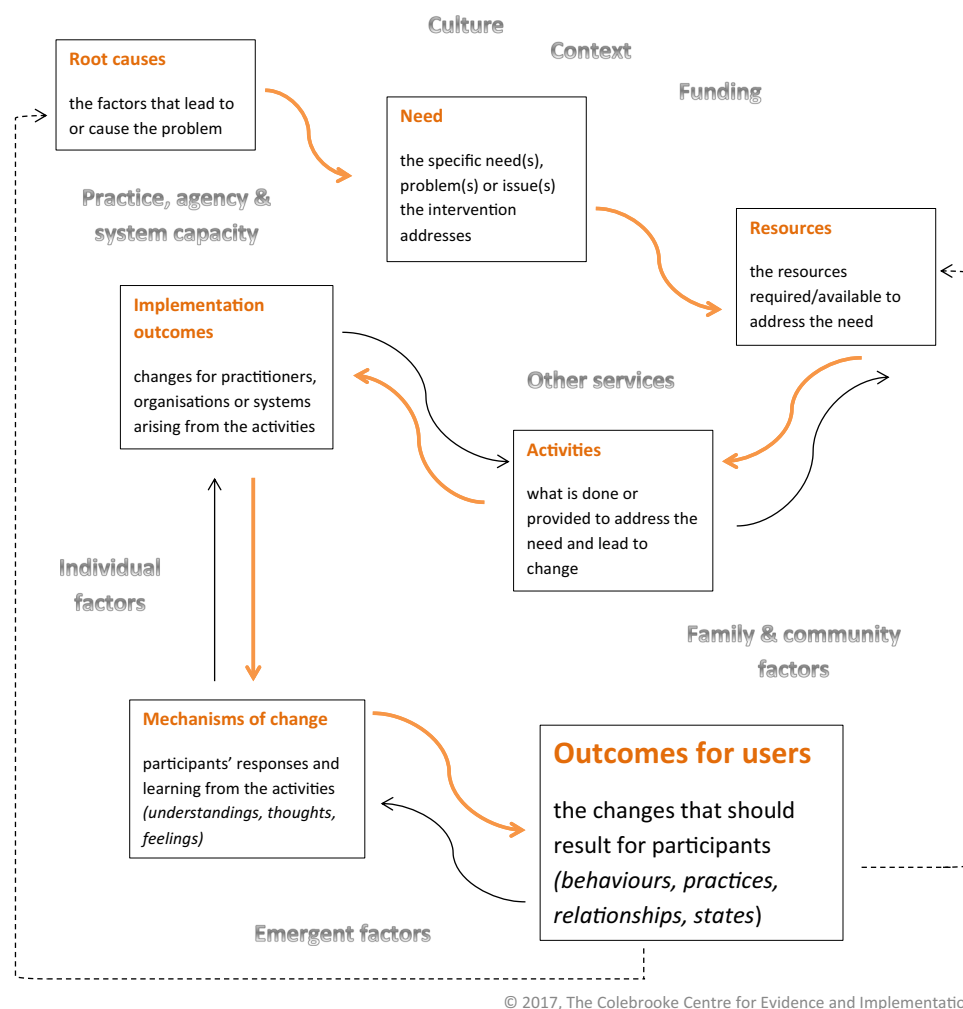 Culture
Context
Funding
Root causes
the factors that lead to
or cause the problem
Need
the specific need(s),
problem(s) or issue(s)
the intervention
addresses
Practice, agency &
system capacity
Resources
the resources
required/available to
address the need
Implementation
outcomes
changes for practitioners,
organisations or systems
arising from the activities
Other services
Activities
what is done or
provided to address the
need and lead to
change
Individual
factors
Family & community
factors
Mechanisms of change
participants’ responses and
learning from the activities
(understandings, thoughts,
feelings)
Outcomes for users
the changes that should
result for participants
(behaviours, practices,
relationships, states)
Emergent factors
© 2017, The Colebrooke Centre for Evidence and Implementatio